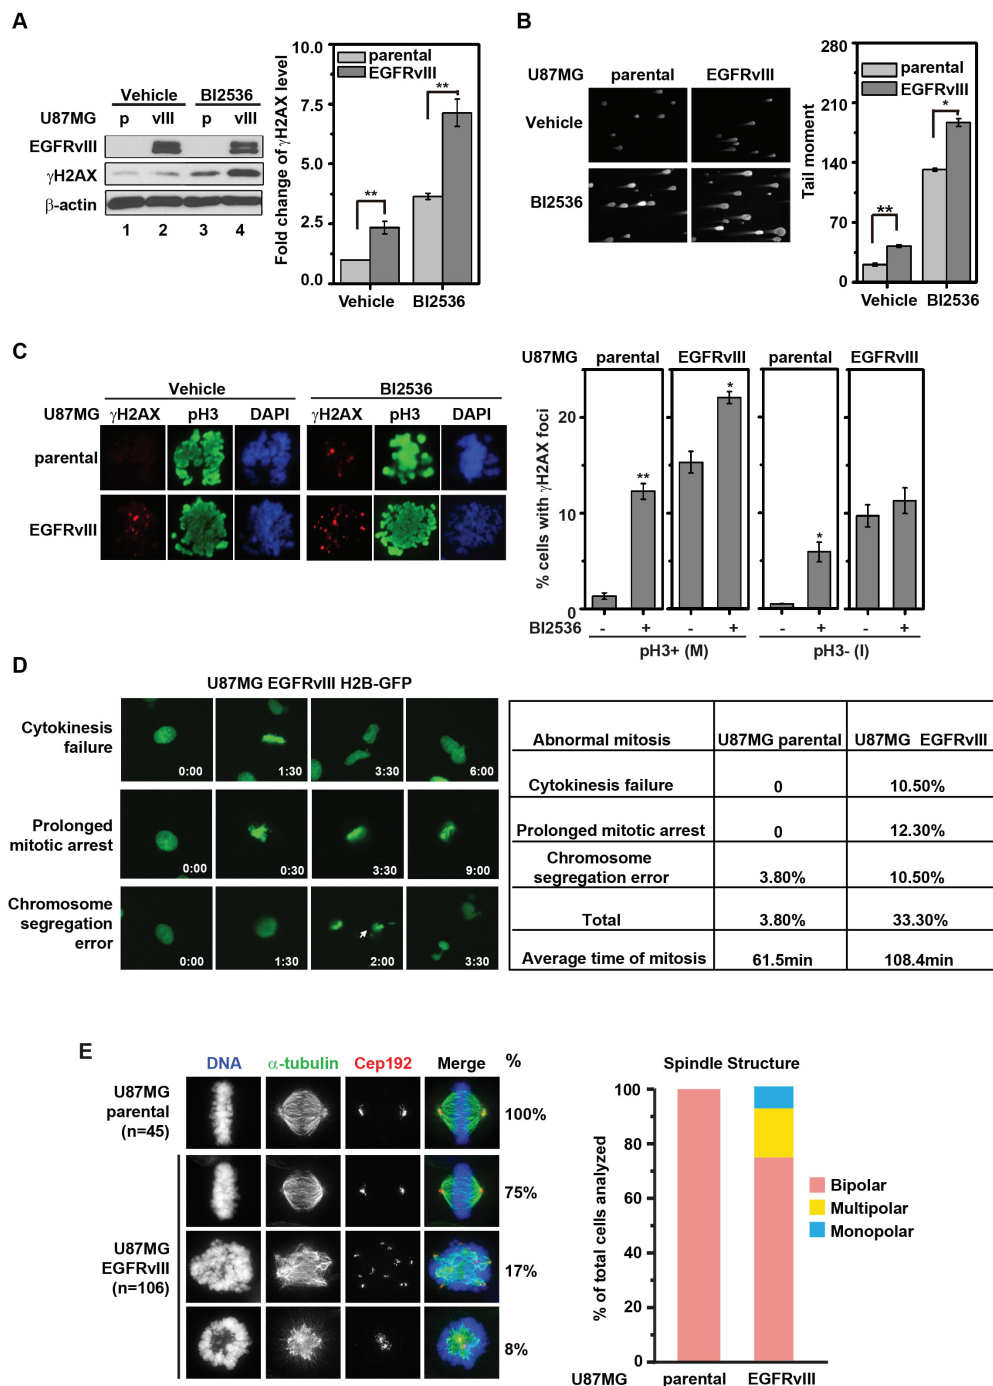 A
Vehicle BI2536
U87MG p vIII p vIII
EGFRvIII
γH2AX
β-actin
1 2 3 4
Fold change of γH2AX level
10.0
7.5
5.0
2.5
0.0
parental
EGFRvIII
**
**
Vehicle BI2536
B
U87MG parental EGFRvIII
Vehicle
BI2536
Tail moment
280
210
140
70
0
parental
EGFRvIII
**
*
Vehicle BI2536
C
Vehicle BI2536
U87MG γH2AX pH3 DAPI γH2AX pH3 DAPI
parental
EGFRvIII
U87MG parental EGFRvIII parental EGFRvIII
% cells with γH2AX foci
20
10
0
**
*
*
BI2536 - + - + - + - +
pH3+ (M) pH3- (I)
D
U87MG EGFRvIII H2B-GFP
Cytokinesis
failure
0:00 1:30 3:30 6:00
Prolonged
mitotic arrest
0:00 0:30 3:30 9:00
Chromosome
segregation
error
0:00 1:30 2:00 3:30
Abnormal mitosis U87MG parental U87MG EGFRvIII
Cytokinesis failure 0 10.50%
Prolonged mitotic arrest 0 12.30%
Chromosome
segregation error 3.80% 10.50%
Total 3.80% 33.30%
Average time of mitosis 61.5min 108.4min
E
DNA α-tubulin Cep192 Merge %
U87MG
parental
(n=45)
100%
75%
U87MG
EGFRvIII
(n=106)
17%
8%
Spindle Structure
% of total cells analyzed
100
80
60
40
20
0
Bipolar
Multipolar
Monopolar
U87MG parental EGFRvIII